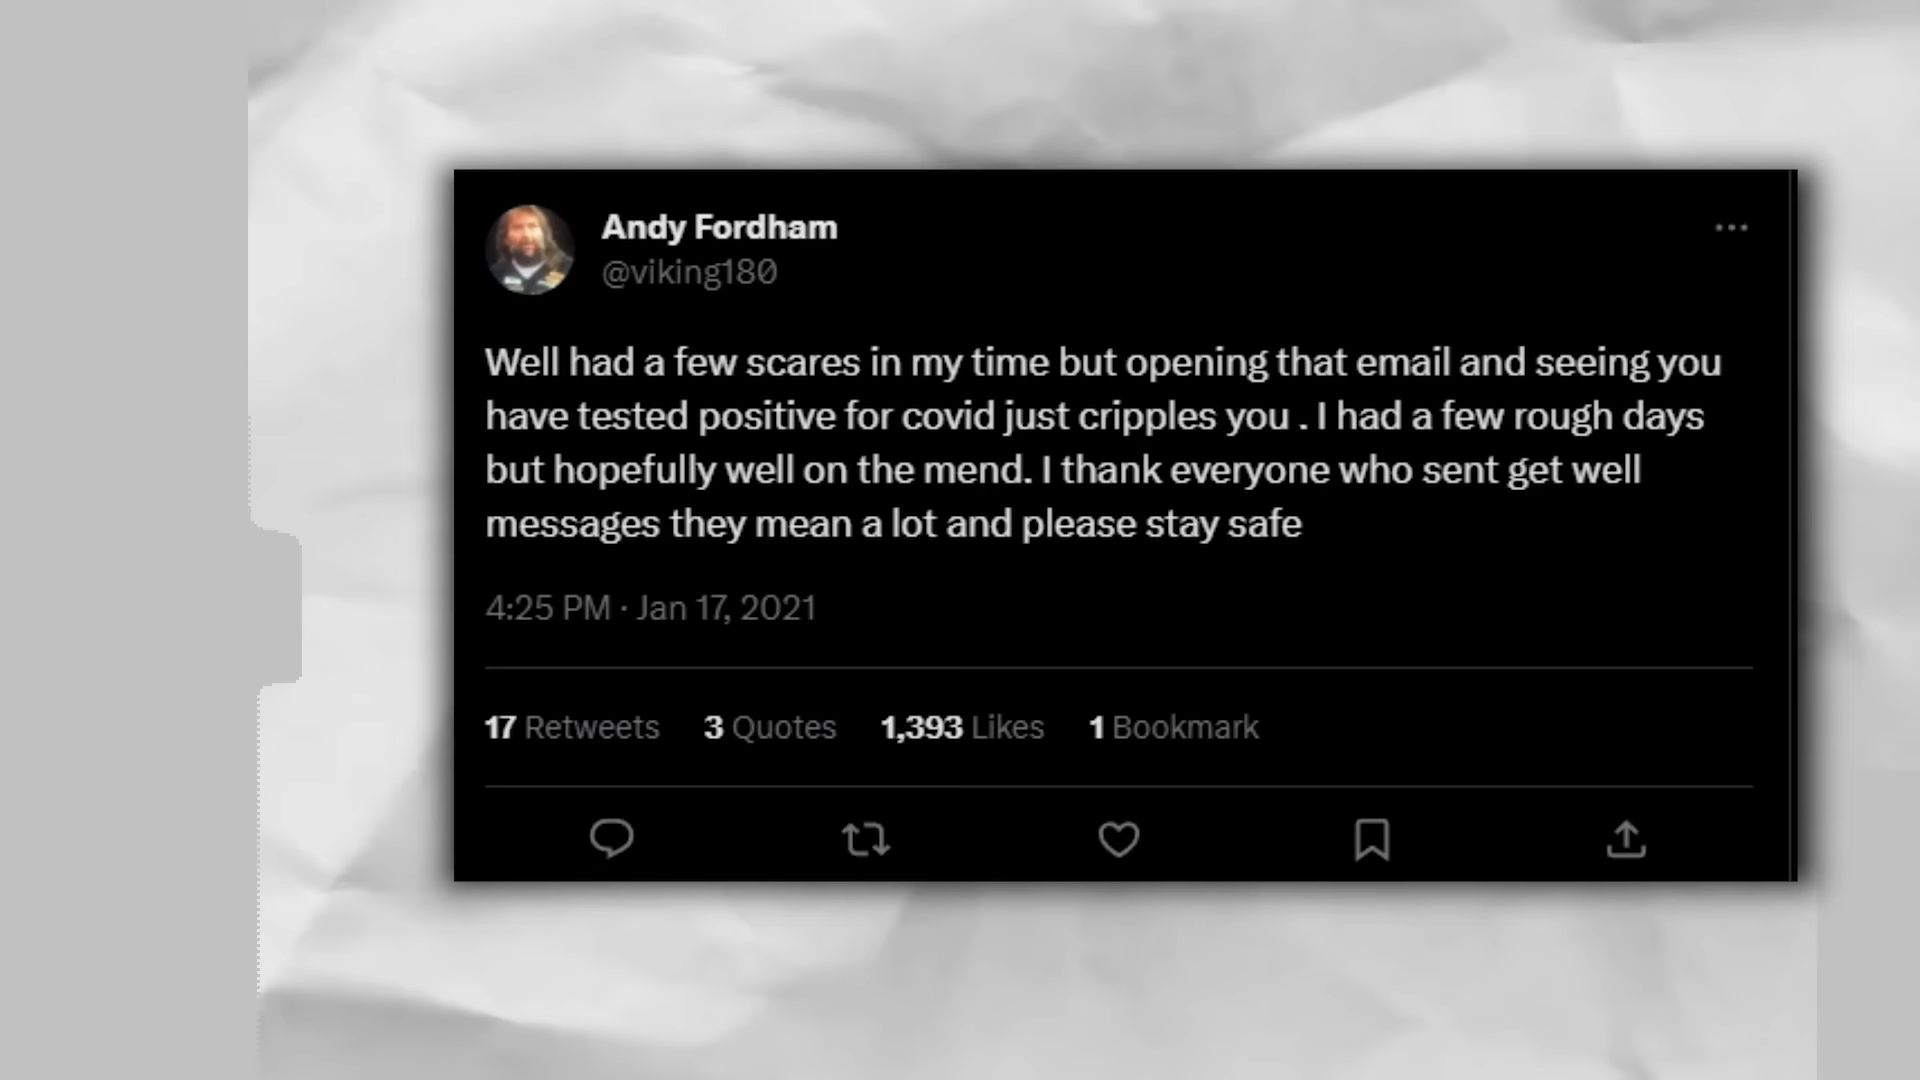 Andy Fordham
@viking180
Well had a few scares in my time but opening that email and seeing you
have tested positive for covid just cripples you . I had a few rough days
but hopefully well on the mend. I thank everyone who sent get well
messages they mean a lot and please stay safe
4:25 PM · Jan 17, 2021
17 Retweets 3 Quotes 1,393 Likes 1 Bookmark